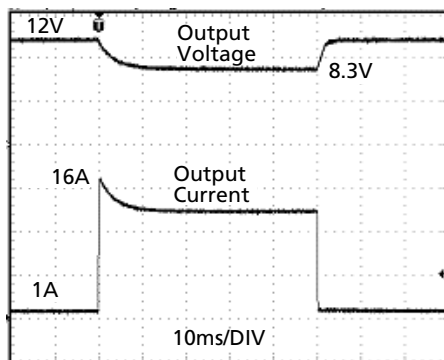 12V
Output
Voltage
8.3V
16A
Output
Current
1A
10ms/DIV